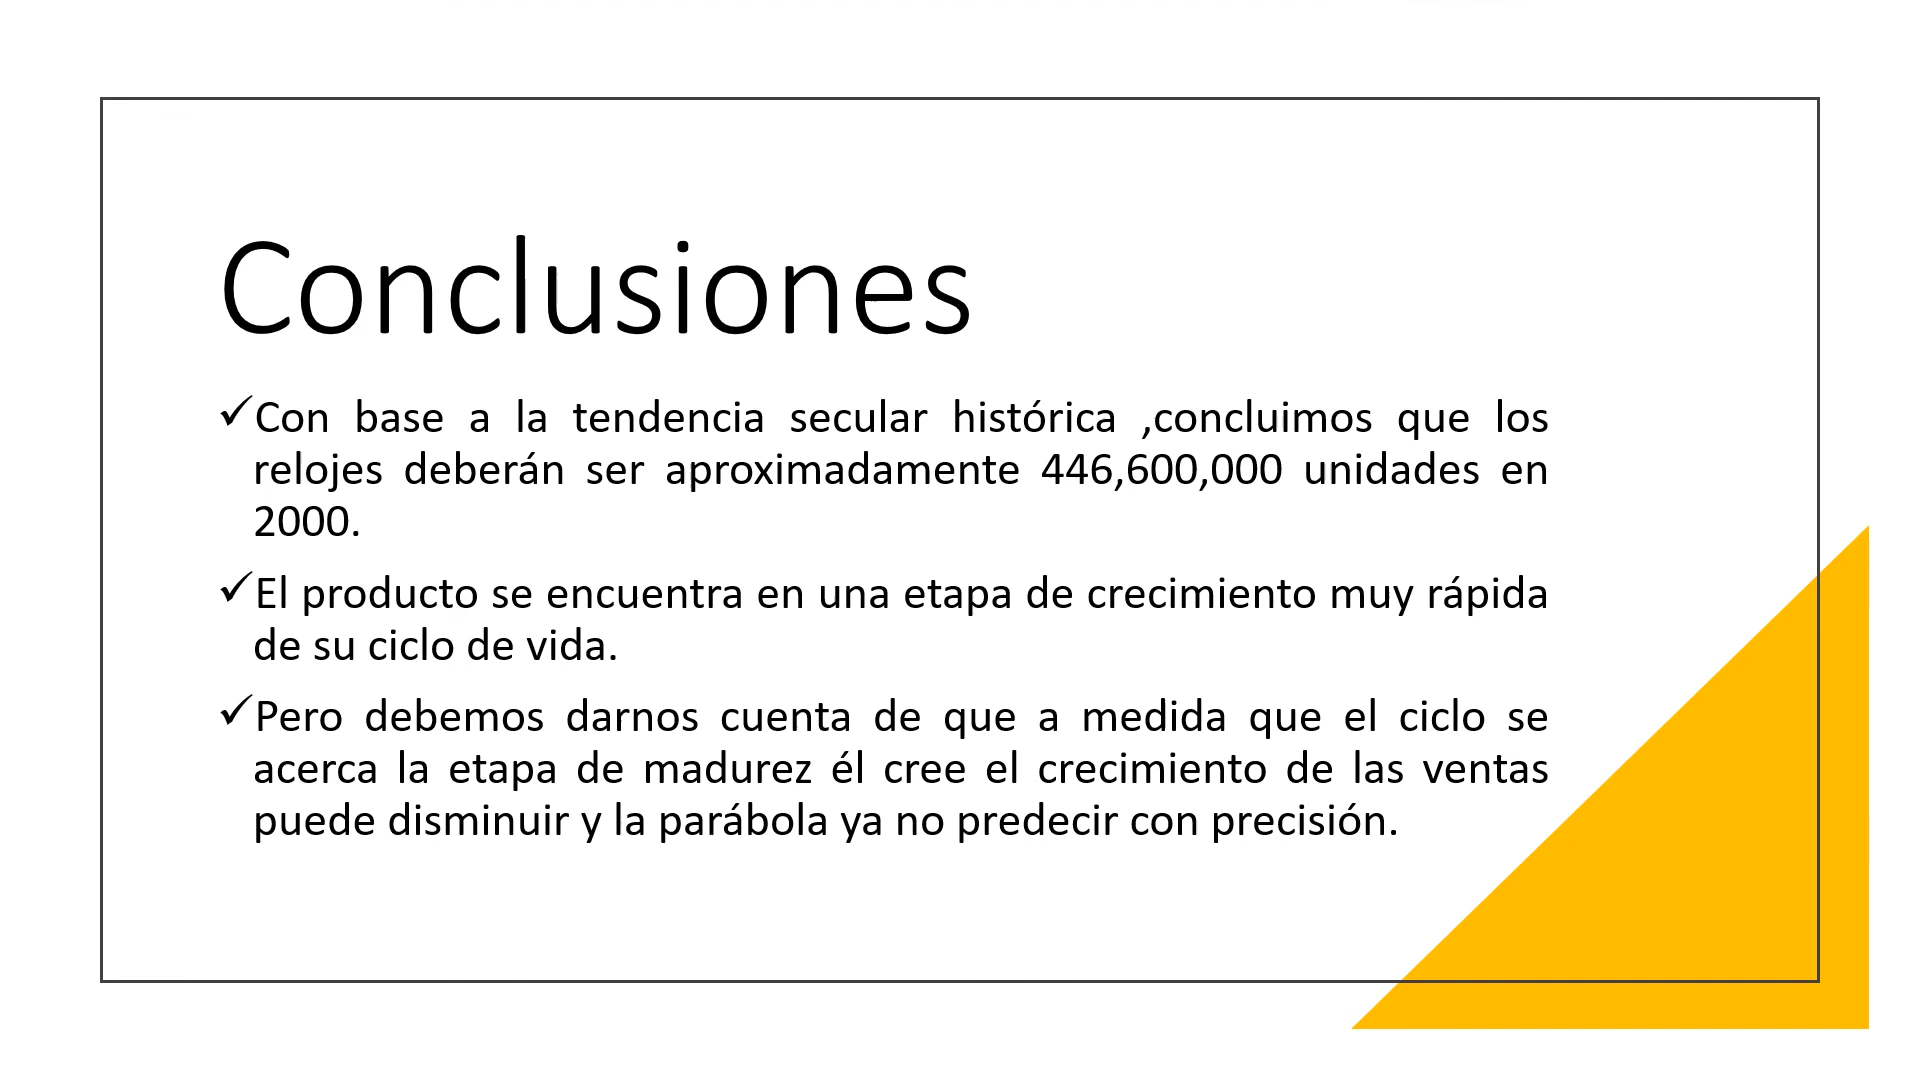 Conclusiones
✓Con base a la tendencia secular histórica ,concluimos que los
relojes deberán ser aproximadamente 446,600,000 unidades en
2000.
✓El producto se encuentra en una etapa de crecimiento muy rápida
de su ciclo de vida.
✓Pero debemos darnos cuenta de que a medida que el ciclo se
acerca la etapa de madurez él cree el crecimiento de las ventas
puede disminuir y la parábola ya no predecir con precisión.